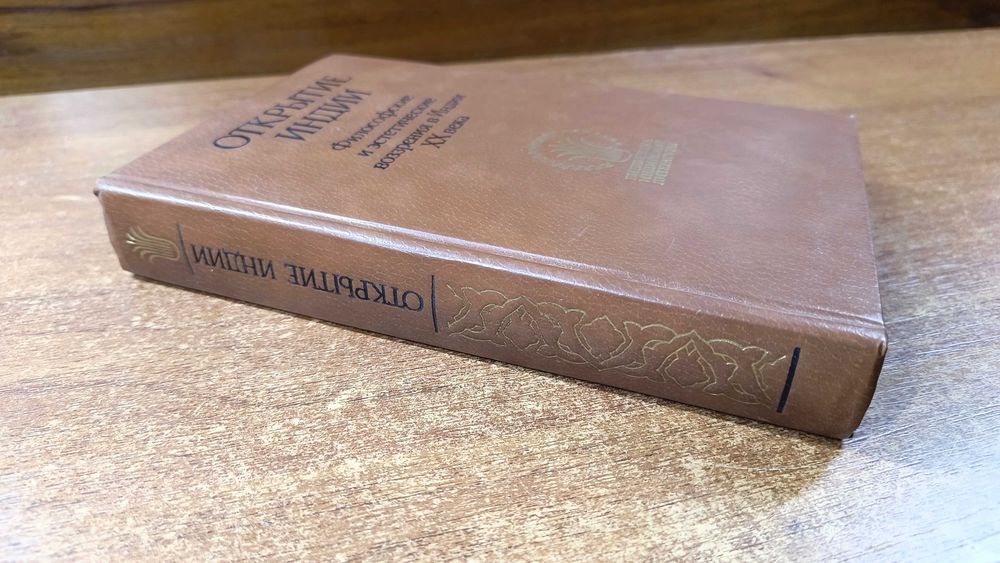 ОТКРЫТИЕ
ИНДИИ
Философские
и эстетические
воззрения в Индии
XX века
ОТКРЫТИЕ ИНДИИ